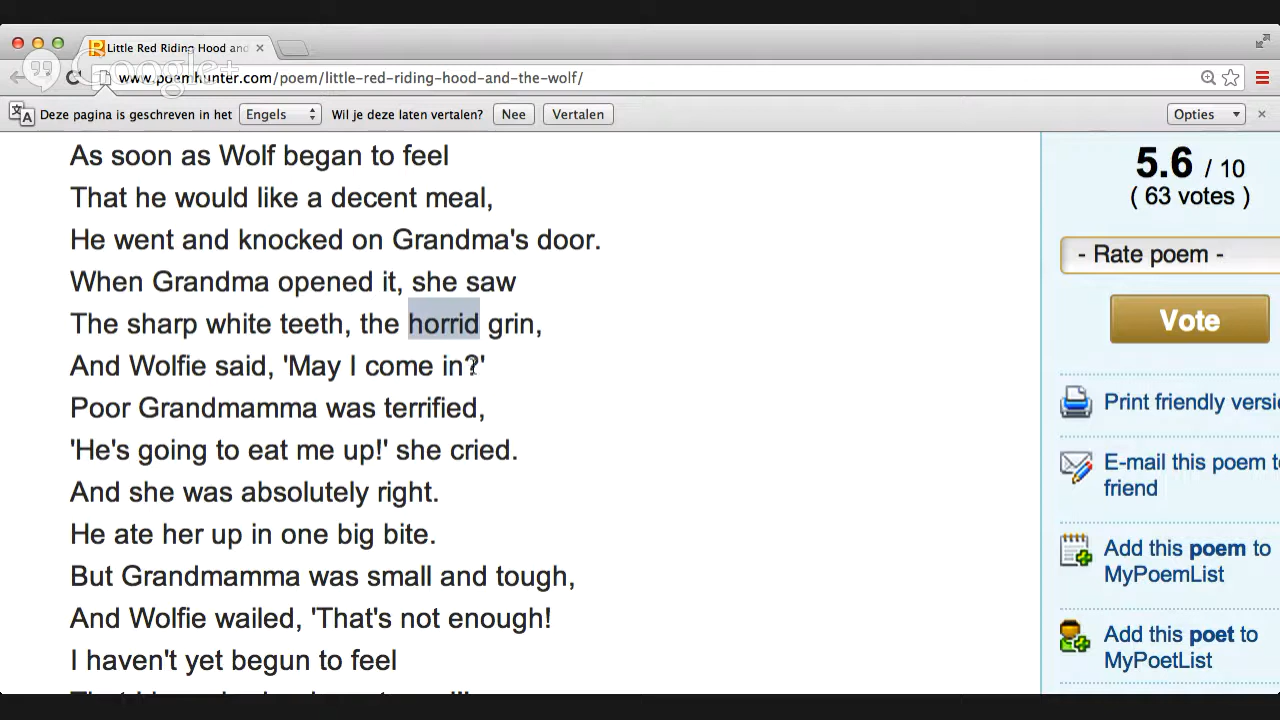 Little Red Riding Hood and
Google+
www.poemhunter.com/poem/little-red-riding-hood-and-the-wolf/
Deze pagina is geschreven in het Engels Wil je deze laten vertalen? Nee Vertalen Opties
As soon as Wolf began to feel
That he would like a decent meal,
He went and knocked on Grandma's door.
When Grandma opened it, she saw
The sharp white teeth, the horrid grin,
And Wolfie said, 'May I come in?'
Poor Grandmamma was terrified,
'He's going to eat me up!' she cried.
And she was absolutely right.
He ate her up in one big bite.
But Grandmamma was small and tough,
And Wolfie wailed, 'That's not enough!
I haven't yet begun to feel
5.6 / 10
( 63 votes )
- Rate poem -
Vote
Print friendly versi
E-mail this poem t
friend
Add this poem to
MyPoemList
Add this poet to
MyPoetList